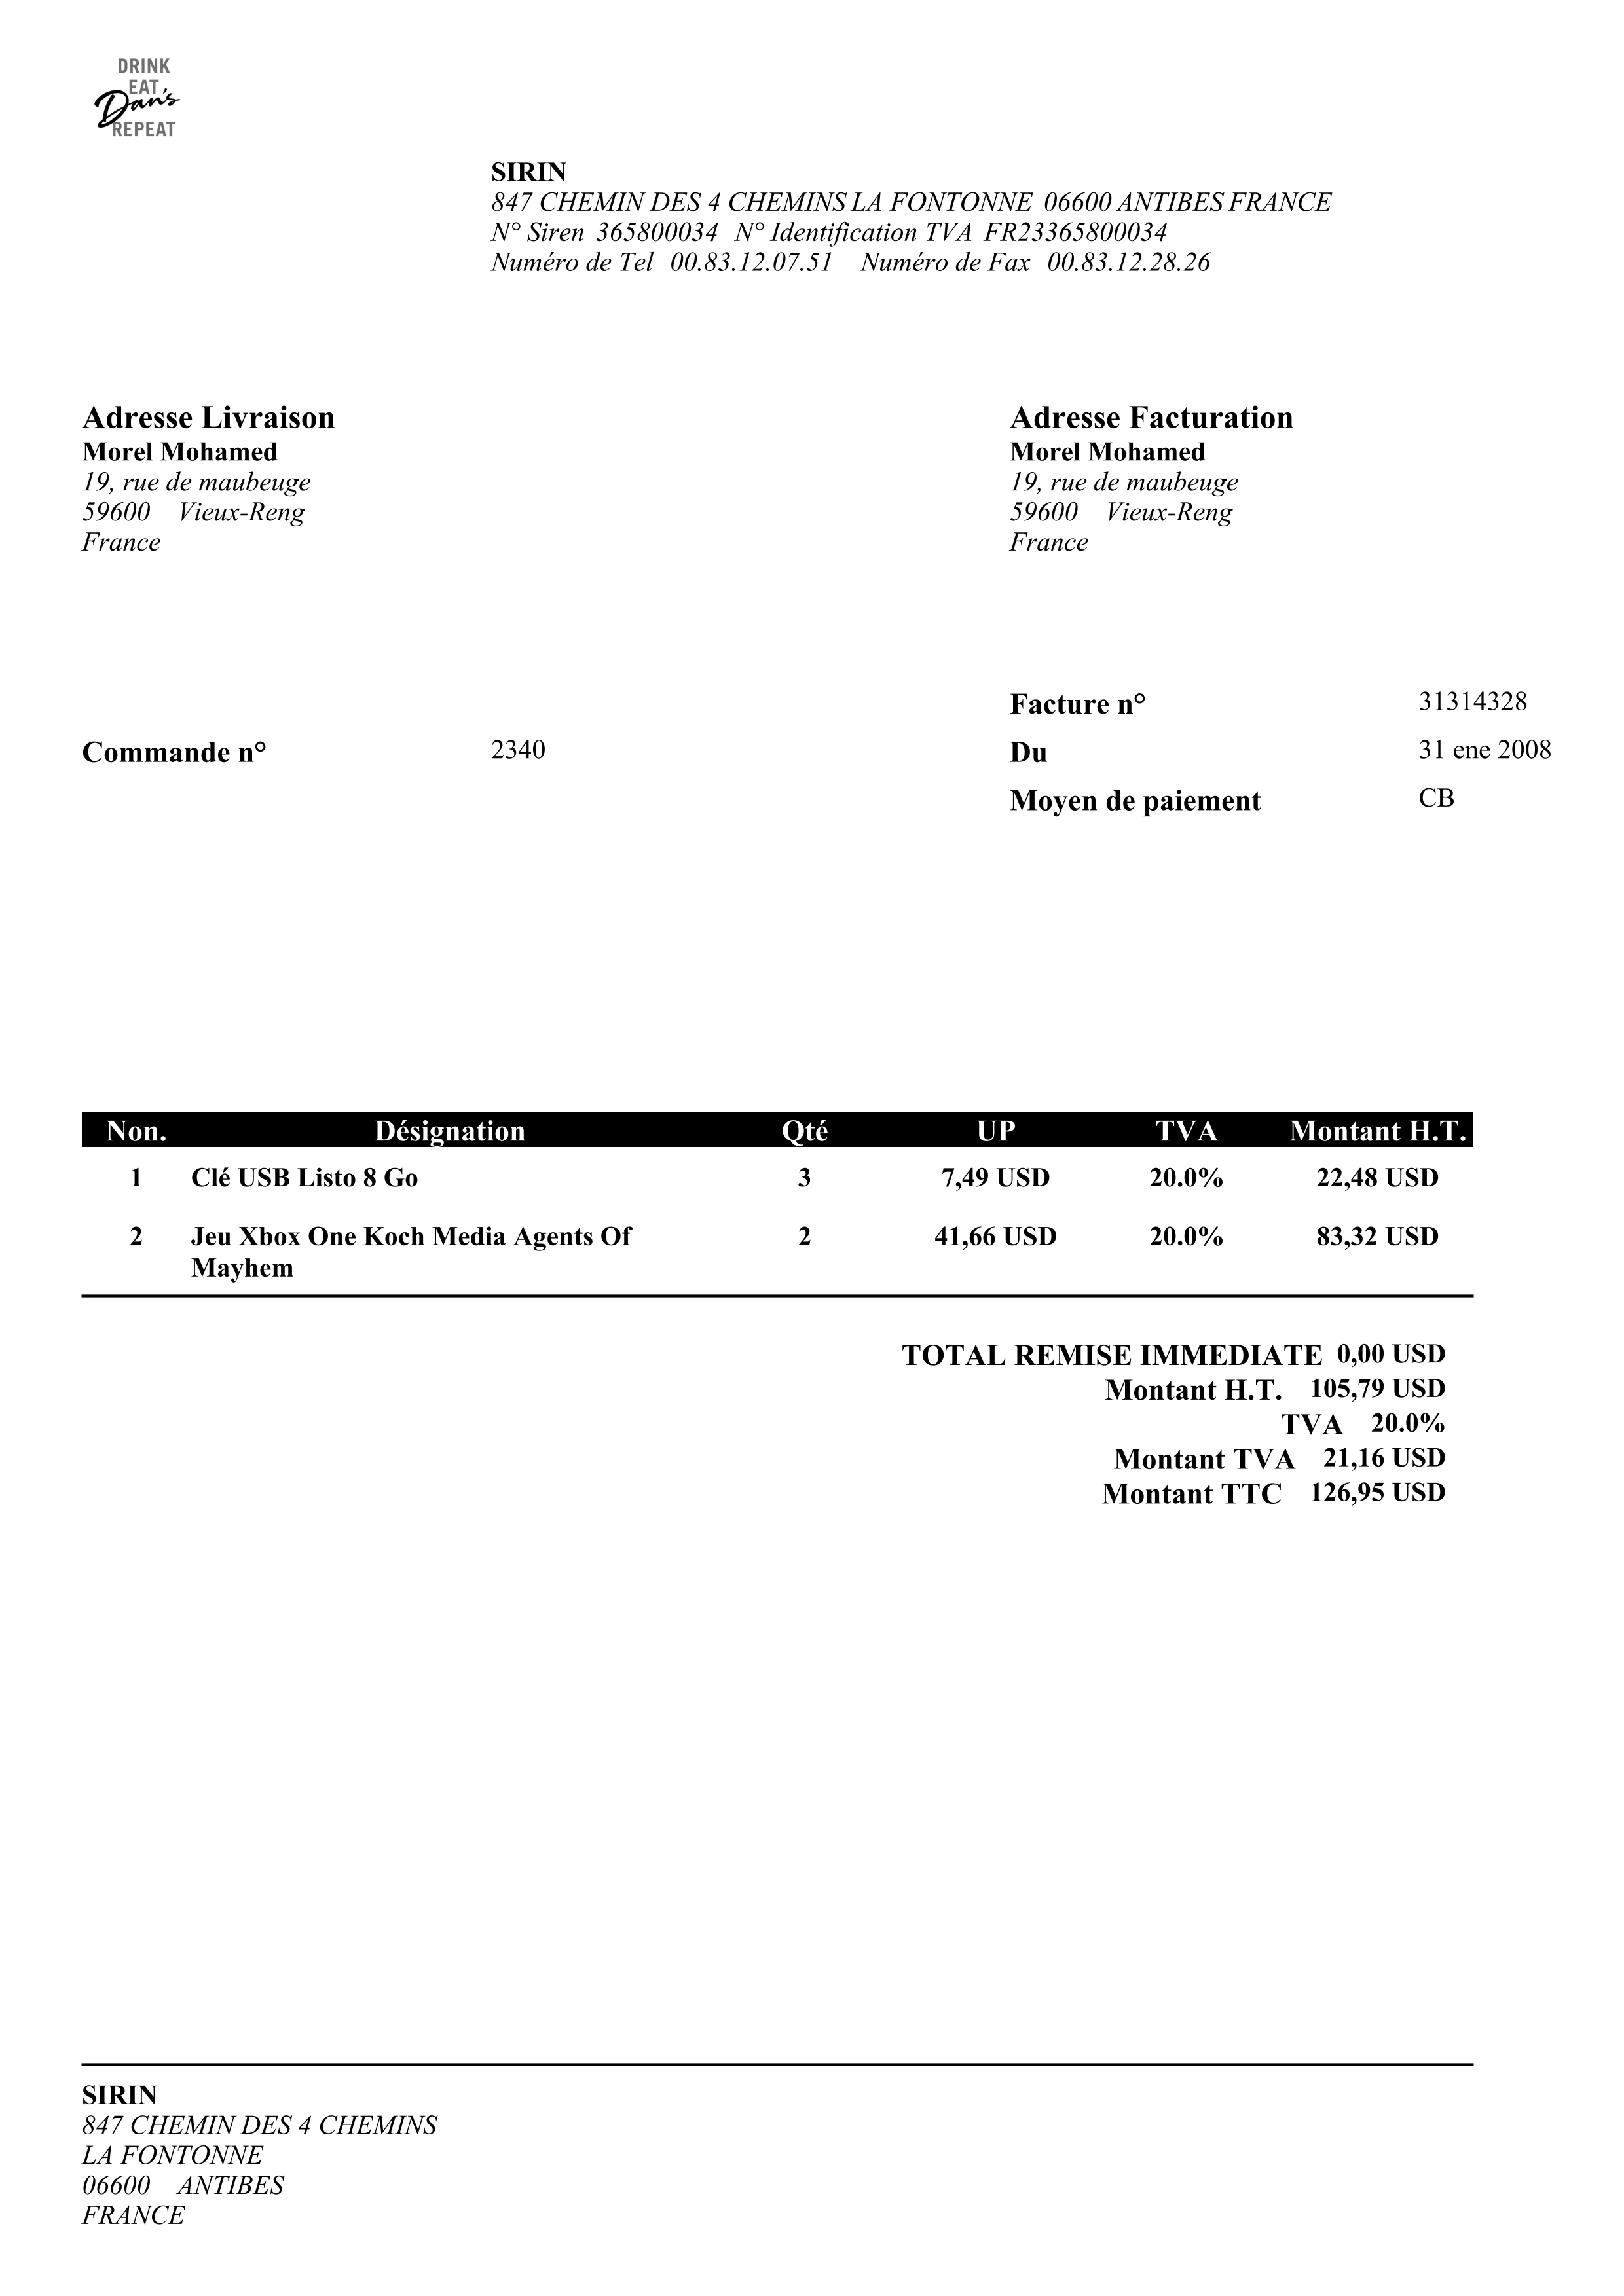 DRINK
EAT
Dan's
REPEAT
SIRIN
847 CHEMIN DES 4 CHEMINS LA FONTONNE 06600 ANTIBES FRANCE
N° Siren 365800034 N° Identification TVA FR23365800034
Numéro de Tel 00.83.12.07.51 Numéro de Fax 00.83.12.28.26
Adresse Livraison
Morel Mohamed
19, rue de maubeuge
59600 Vieux-Reng
France
Adresse Facturation
Morel Mohamed
19, rue de maubeuge
59600 Vieux-Reng
France
Facture n° 31314328
Commande n° 2340 Du 31 ene 2008
Moyen de paiement CB
Non. Désignation Qté UP TVA Montant H.T.
1 Clé USB Listo 8 Go 3 7,49 USD 20.0% 22,48 USD
2 Jeu Xbox One Koch Media Agents Of 2 41,66 USD 20.0% 83,32 USD
Mayhem
TOTAL REMISE IMMEDIATE 0,00 USD
Montant H.T. 105,79 USD
TVA 20.0%
Montant TVA 21,16 USD
Montant TTC 126,95 USD
SIRIN
847 CHEMIN DES 4 CHEMINS
LA FONTONNE
06600 ANTIBES
FRANCE